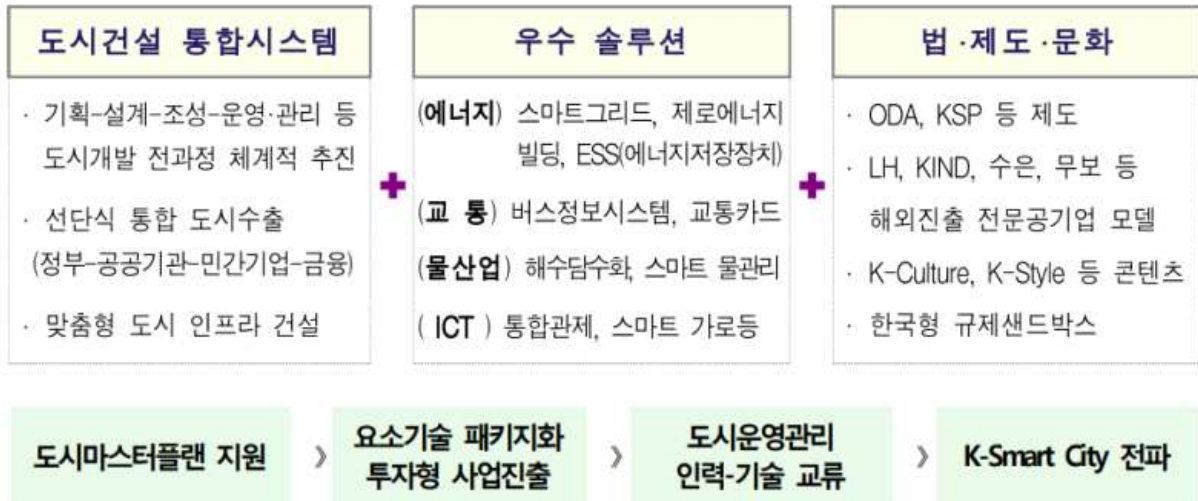 도시건설 통합시스템
· 기획-설계-조성-운영·관리 등
도시개발 전과정 체계적 추진
· 선단식 통합 도시수출
(정부-공공기관-민간기업-금융)
· 맞춤형 도시 인프라 건설
+
우수 솔루션
(에너지) 스마트그리드, 제로에너지
빌딩, ESS(에너지저장장치)
(교 통) 버스정보시스템, 교통카드
(물산업) 해수담수화, 스마트 물관리
( ICT ) 통합관제, 스마트 가로등
+
법·제도·문화
· ODA, KSP 등 제도
· LH, KIND, 수은, 무보 등
해외진출 전문공기업 모델
· K-Culture, K-Style 등 콘텐츠
· 한국형 규제샌드박스
도시마스터플랜 지원
》
요소기술 패키지화
투자형 사업진출
》
도시운영관리
인력-기술 교류
》
K-Smart City 전파